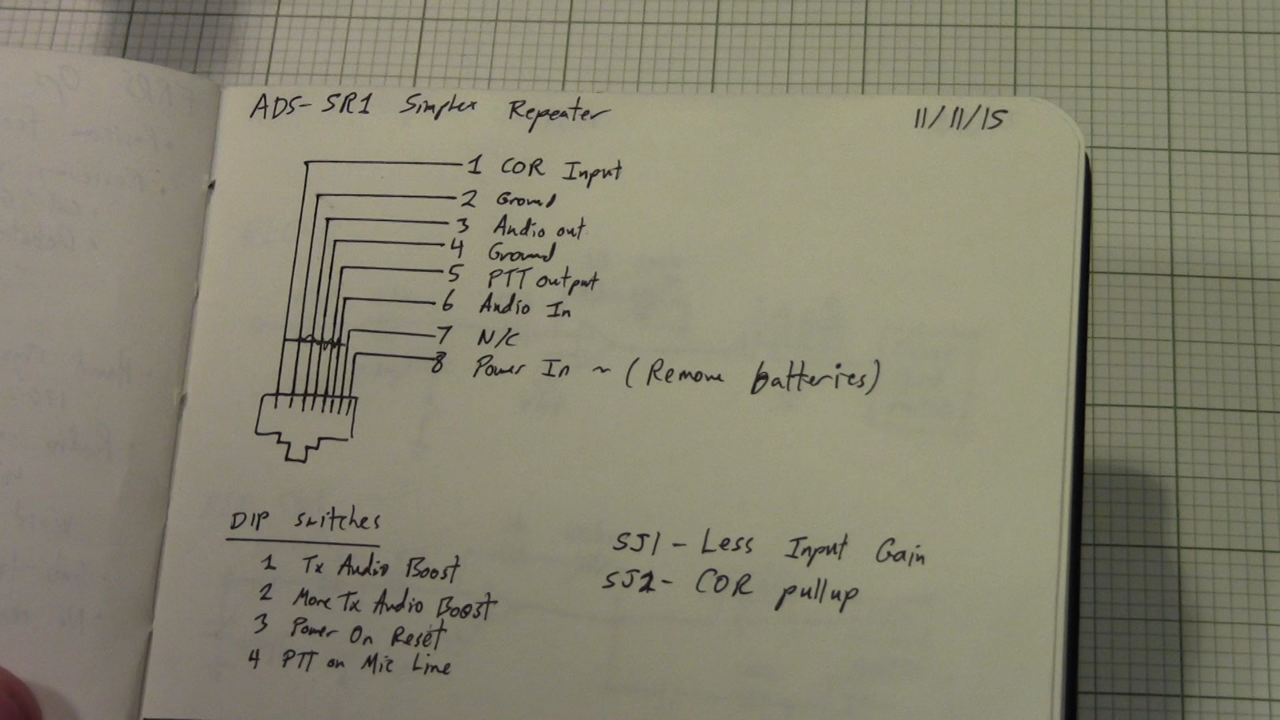 ADS-SR1 Simplex Repeater 11/11/15
1 COR Input
2 Ground
3 Audio out
4 Ground
5 PTT output
6 Audio In
7 N/C
8 Power In ~ (Remove batteries)
DIP switches
1 Tx Audio Boost
2 More Tx Audio Boost
3 Power On Reset
4 PTT on Mic Line
SJ1 - Less Input Gain
SJ2 - COR pullup